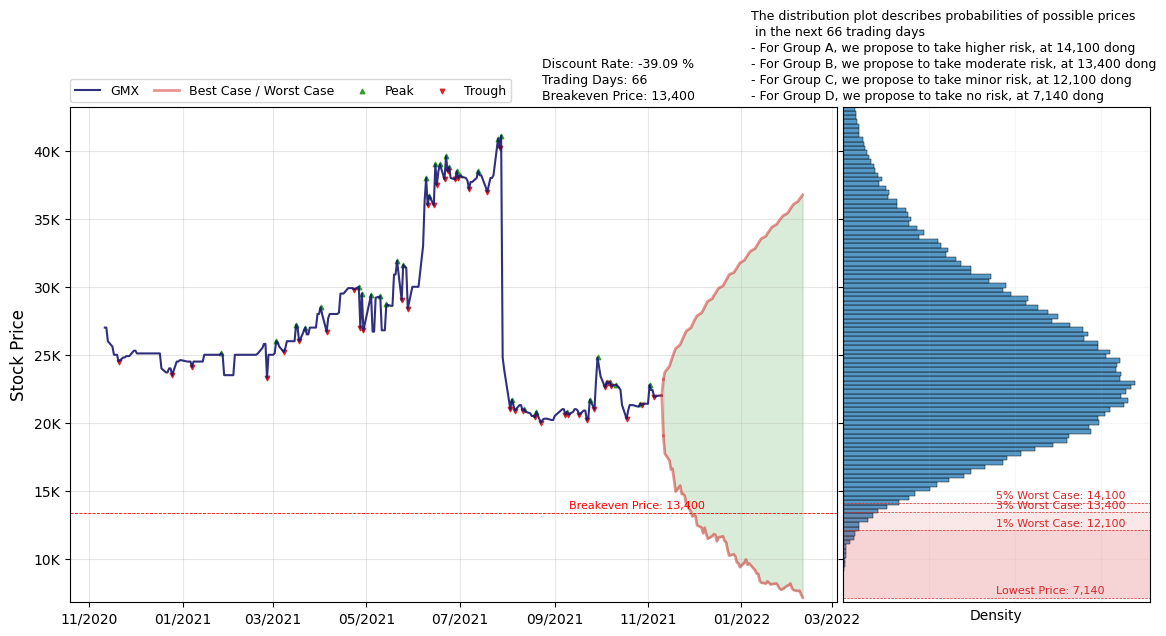 The distribution plot describes probabilities of possible prices
in the next 66 trading days
- For Group A, we propose to take higher risk, at 14,100 dong
- For Group B, we propose to take moderate risk, at 13,400 dong
- For Group C, we propose to take minor risk, at 12,100 dong
- For Group D, we propose to take no risk, at 7,140 dong
Discount Rate: -39.09 %
Trading Days: 66
Breakeven Price: 13,400
GMX
Best Case / Worst Case
Peak
Trough
Stock Price
40K
35K
30K
25K
20K
15K
10K
Breakeven Price: 13,400
5% Worst Case: 14,100
3% Worst Case: 13,400
1% Worst Case: 12,100
Lowest Price: 7,140
11/2020
01/2021
03/2021
05/2021
07/2021
09/2021
11/2021
01/2022
03/2022
Density